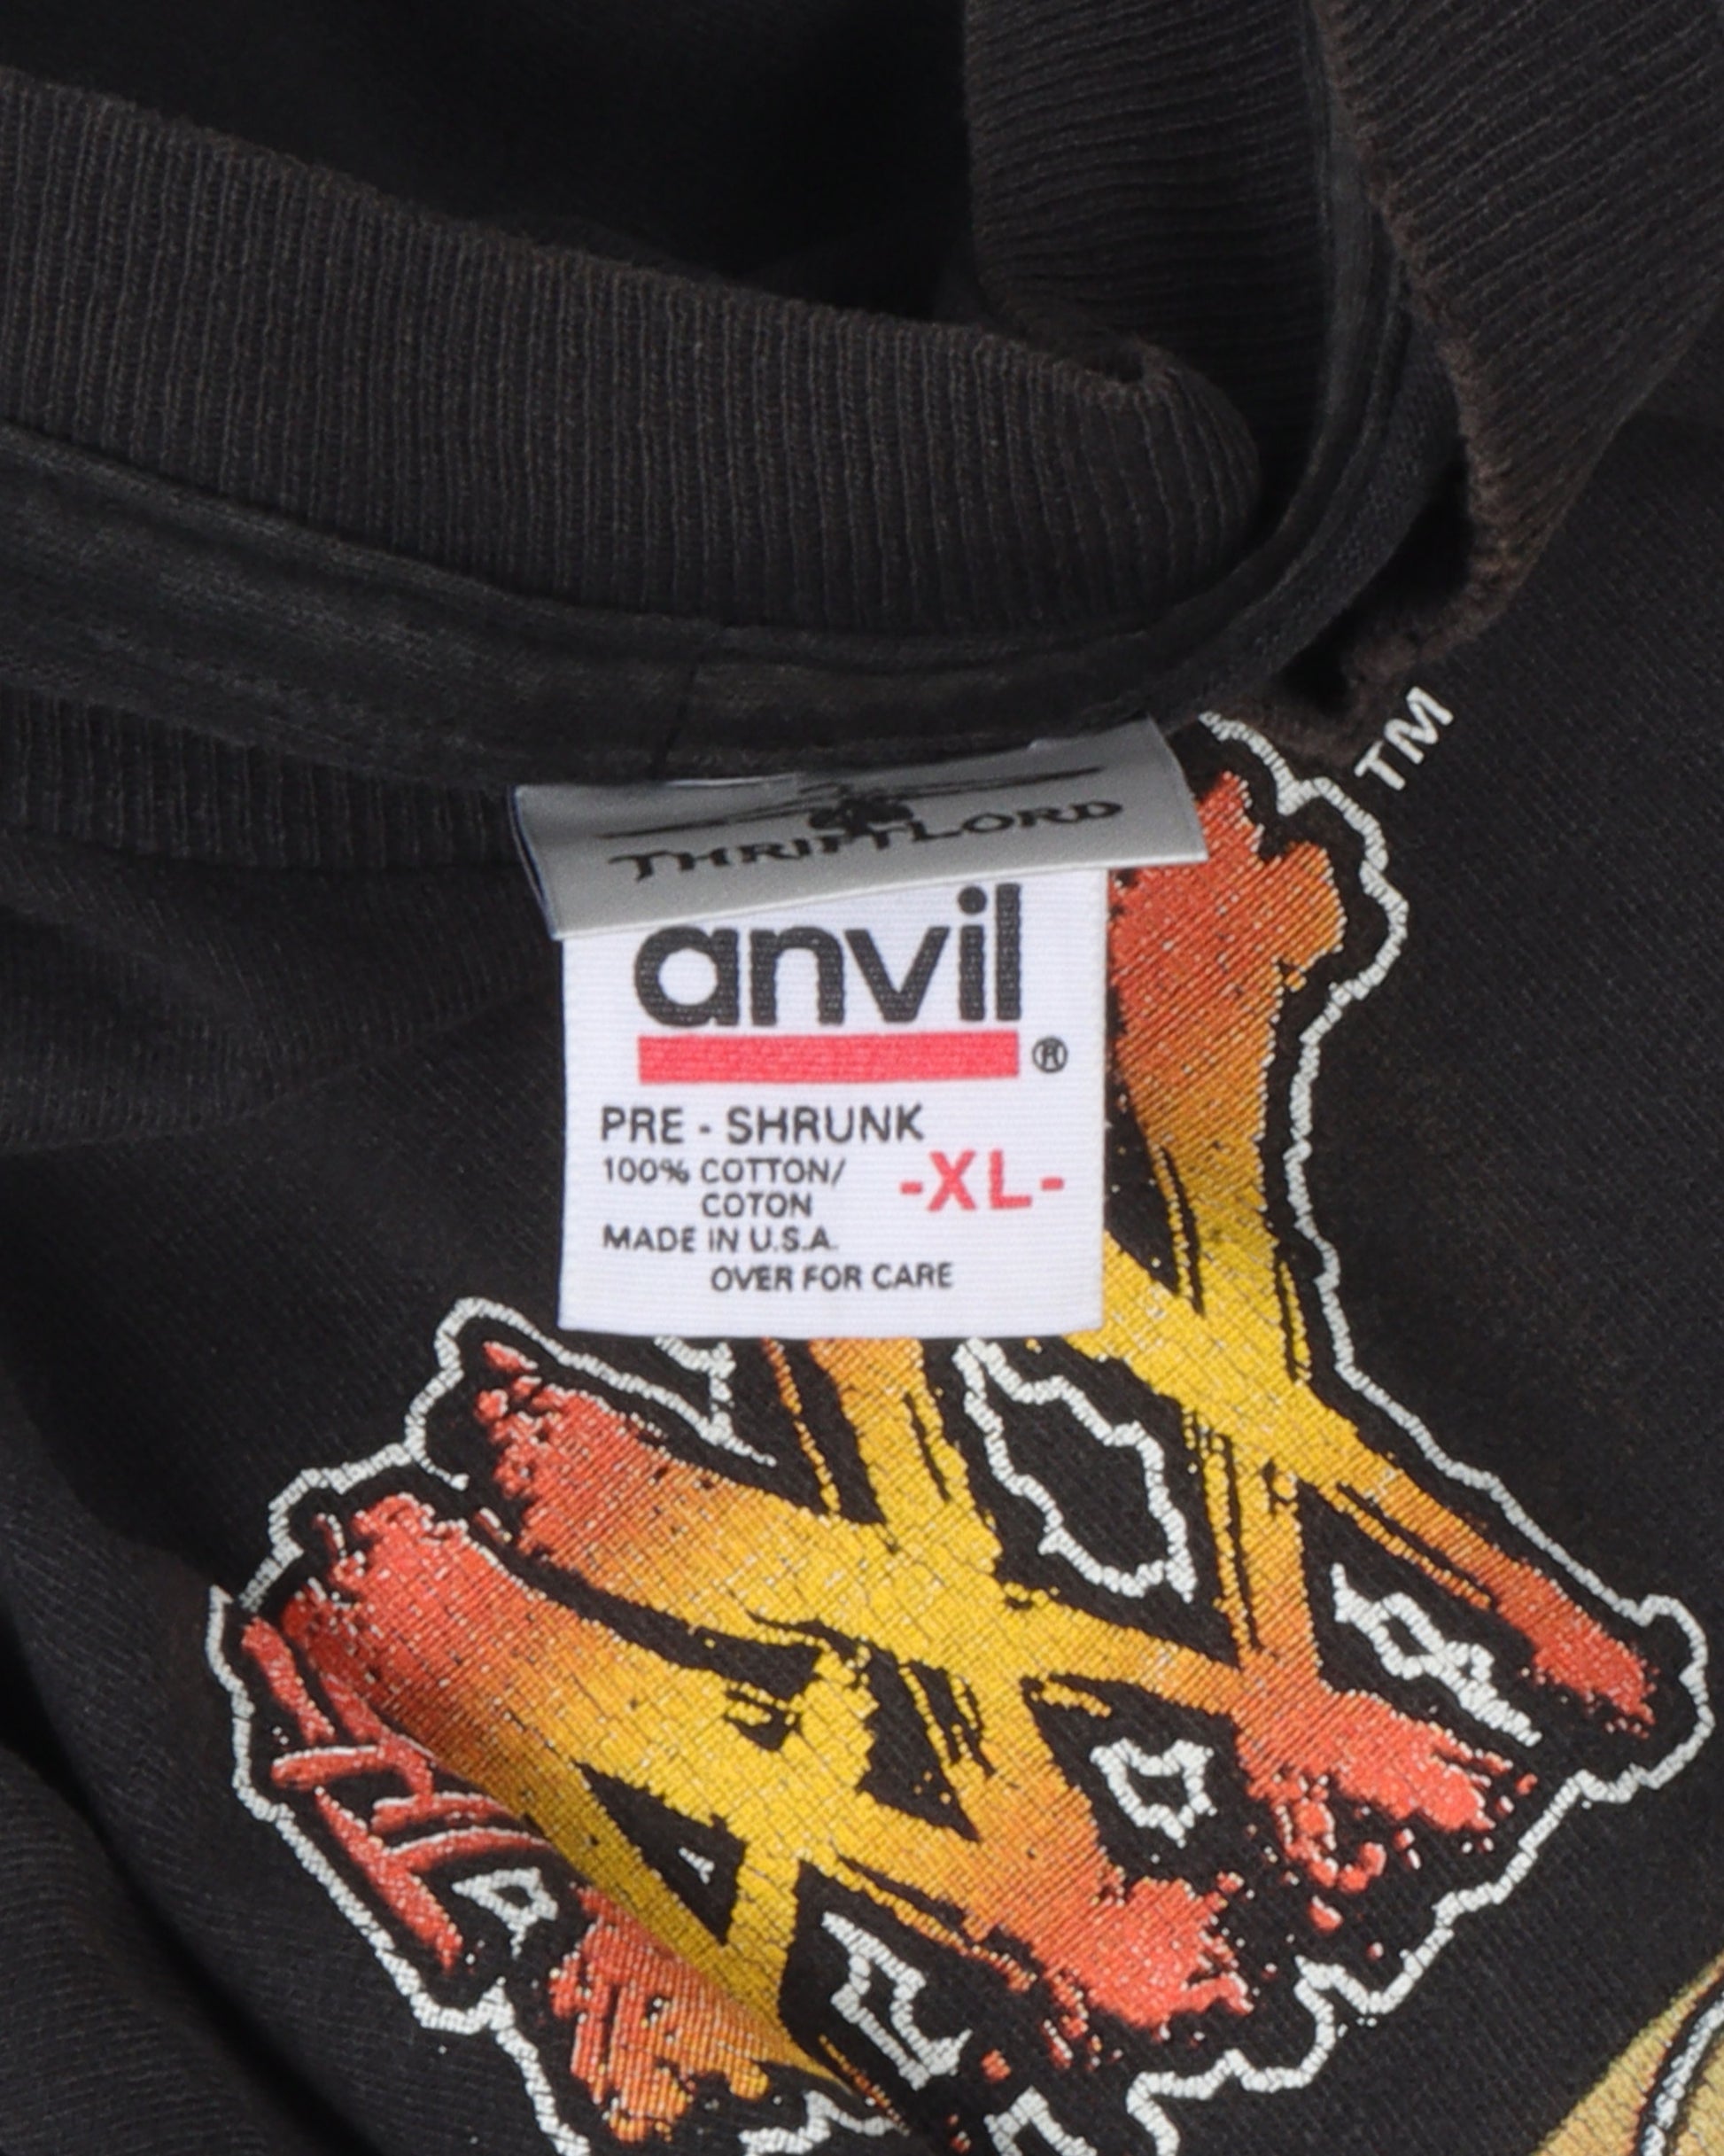 TM
THRIFTLORD
anvil
®
PRE - SHRUNK
100% COTTON/
COTON
-XL-
MADE IN U.S.A.
OVER FOR CARE